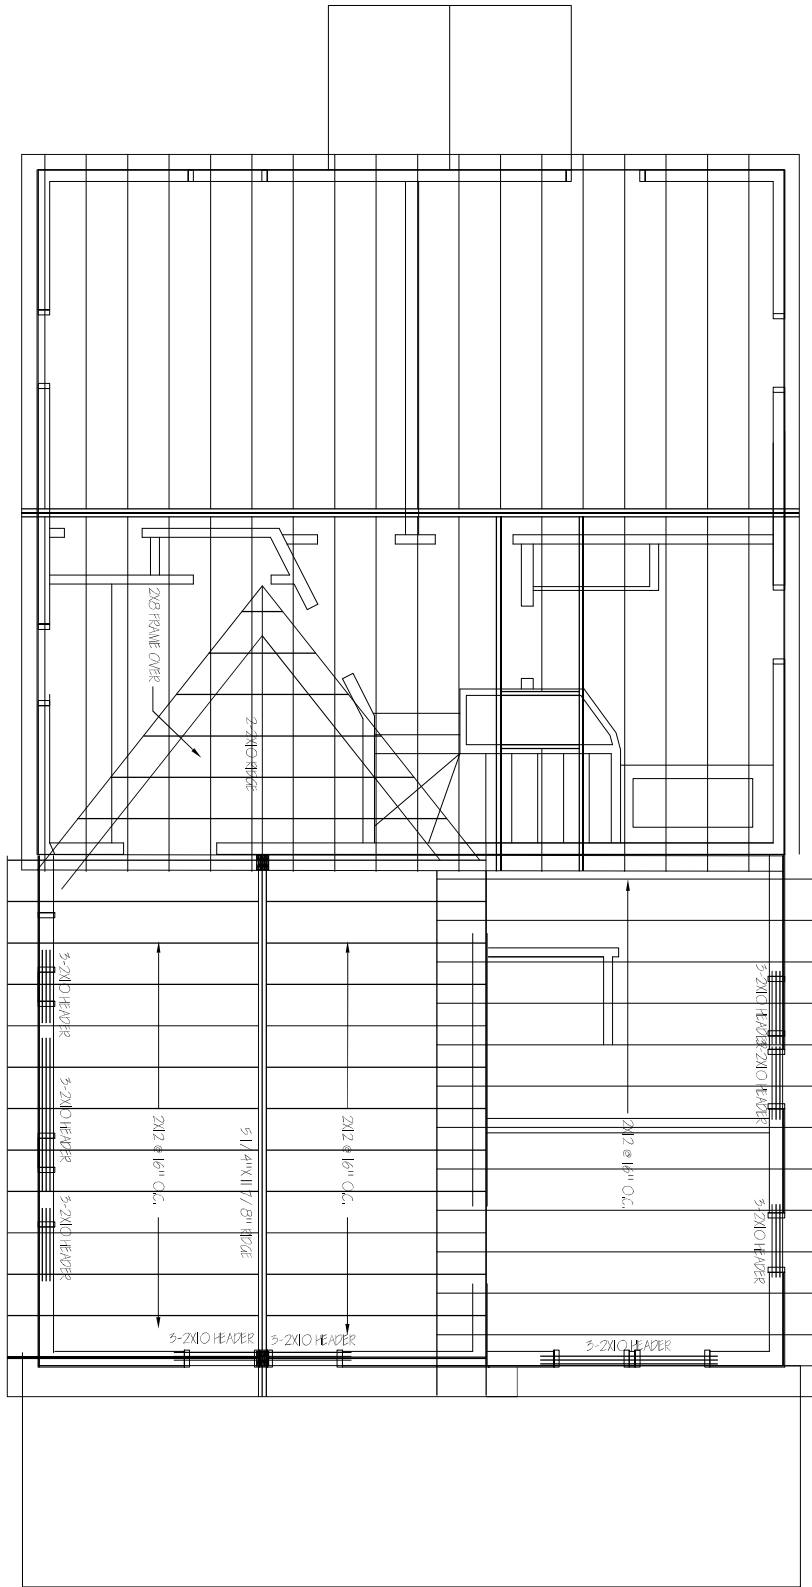 2X8 FRAME OVER
2-2X10 RIDGE
3-2X10 HEADER
3-2X10 HEADER
3-2X10 HEADER
2X12 @ 16" O.C.
5 1/4" X 11 7/8" RIDGE
2X12 @ 16" O.C.
2X12 @ 16" O.C.
3-2X10 HEADER
3-2X10 HEADER
3-2X10 HEADER
3-2X10 HEADER
3-2X10 HEADER
3-2X10 HEADER